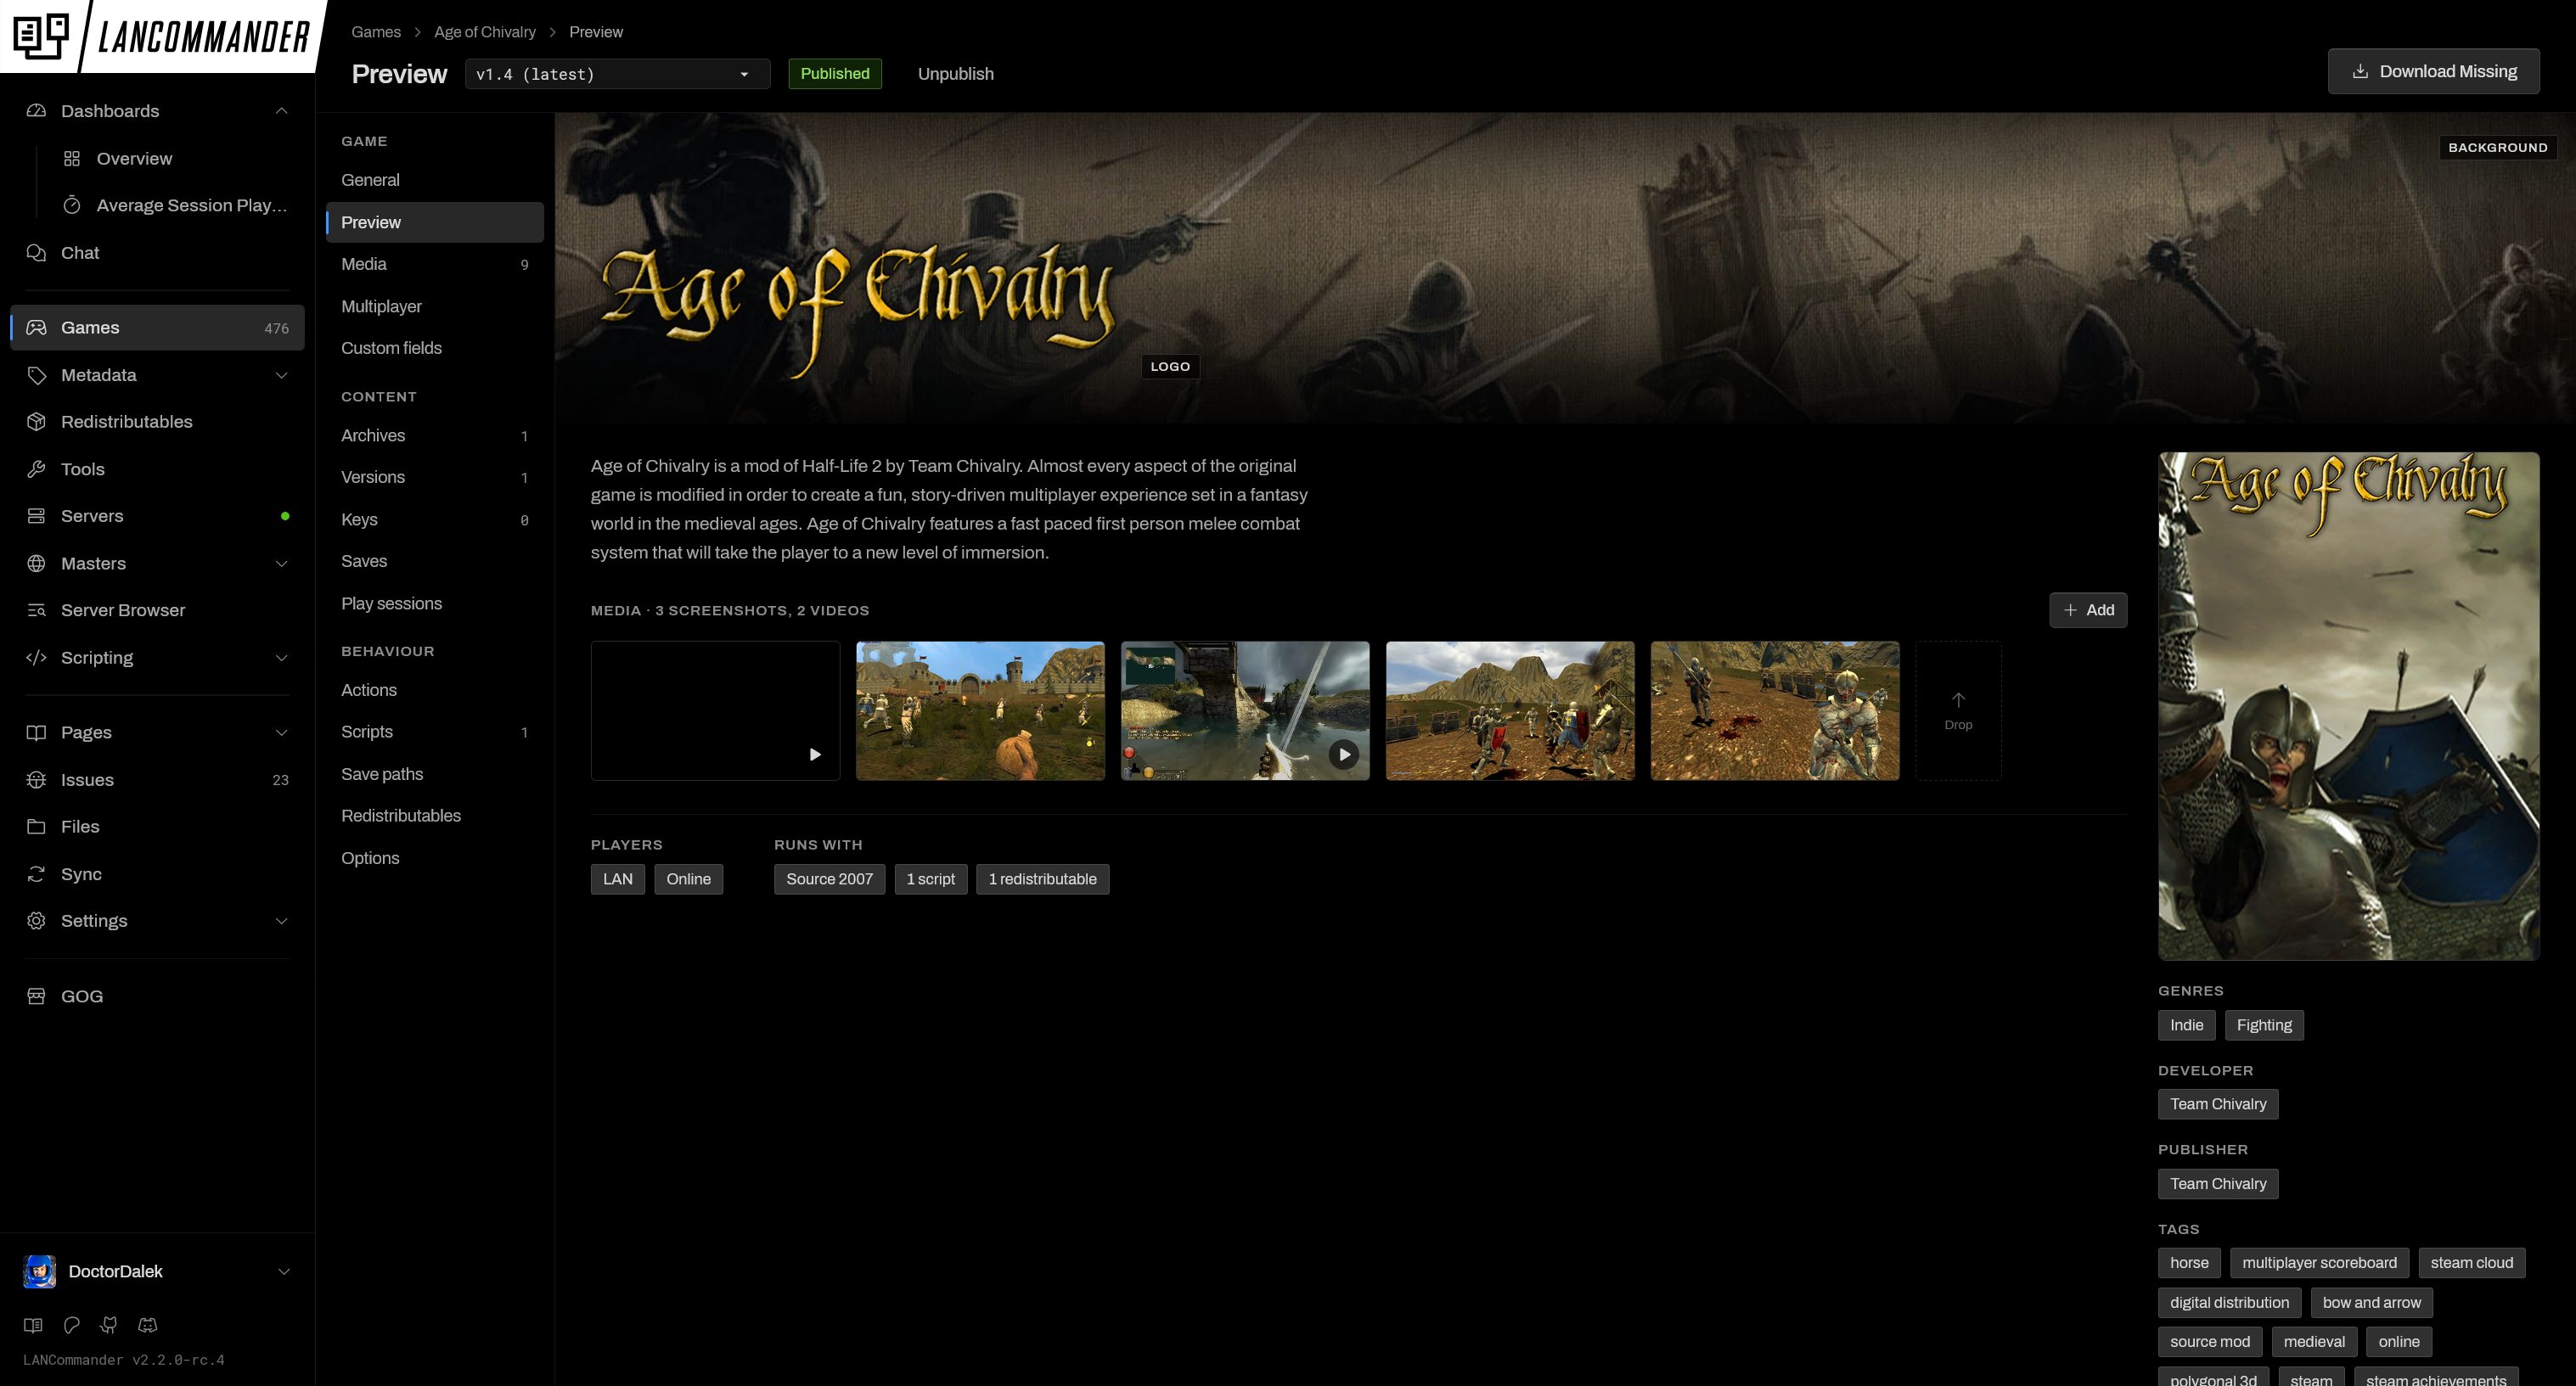 LANCOMMANDER
Dashboards
Overview
Average Session Play...
Chat
Games 476
Metadata
Redistributables
Tools
Servers
Masters
Server Browser
Scripting
Pages
Issues 23
Files
Sync
Settings
GOG
DoctorDalek
LANCommander v2.2.0-rc.4
Games > Age of Chivalry > Preview
Preview v1.4 (latest) Published Unpublish
Download Missing
GAME
General
Preview
Media 9
Multiplayer
Custom fields
CONTENT
Archives 1
Versions 1
Keys 0
Saves
Play sessions
BEHAVIOUR
Actions
Scripts 1
Save paths
Redistributables
Options
BACKGROUND
Age of Chivalry
LOGO
Age of Chivalry is a mod of Half-Life 2 by Team Chivalry. Almost every aspect of the original
game is modified in order to create a fun, story-driven multiplayer experience set in a fantasy
world in the medieval ages. Age of Chivalry features a fast paced first person melee combat
system that will take the player to a new level of immersion.
MEDIA · 3 SCREENSHOTS, 2 VIDEOS
Add
Drop
PLAYERS
LAN Online
RUNS WITH
Source 2007 1 script 1 redistributable
Age of Chivalry
GENRES
Indie Fighting
DEVELOPER
Team Chivalry
PUBLISHER
Team Chivalry
TAGS
horse multiplayer scoreboard steam cloud
digital distribution bow and arrow
source mod medieval online
polygonal 3d steam steam achievements